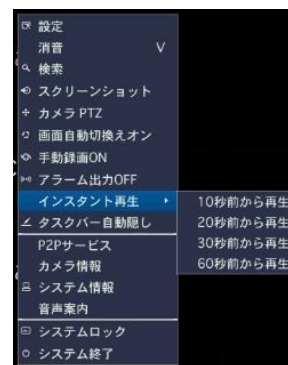 設定
消音 V
検索
スクリーンショット
カメラ PTZ
画面自動切換えオン
手動録画ON
アラーム出力OFF
インスタント再生
10秒前から再生
20秒前から再生
30秒前から再生
60秒前から再生
タスクバー自動隠し
P2Pサービス
カメラ情報
システム情報
音声案内
システムロック
システム終了